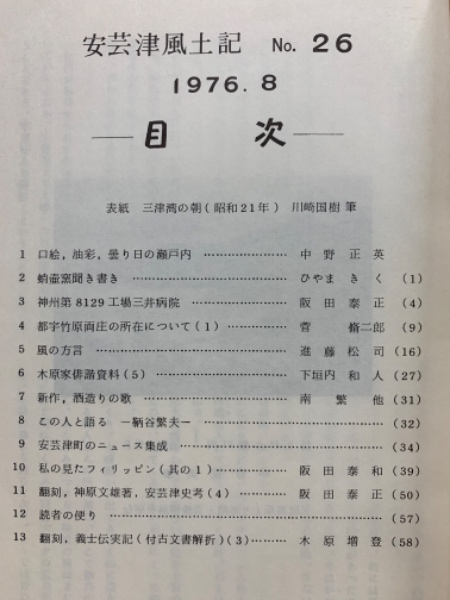 安芸津風土記 No. 26
1976. 8
― 目 次 ―
表紙 三津湾の朝(昭和21年) 川崎国樹 筆
1 口絵,油彩,曇り日の瀬戸内 ………………… 中野正英
2 蛸壺窯聞き書き ………………… ひやまきく (1)
3 神州第8129工場三井病院 ………………… 阪田泰正 (4)
4 都宇竹原両庄の所在について(1) ………………… 菅脩二郎 (9)
5 風の方言 ………………… 進藤松司 (16)
6 木原家俳諧資料(5) ………………… 下垣内和人 (27)
7 新作,酒造りの歌 ………………… 南繁他 (31)
8 この人と語る ―鞆谷繁夫― ………………… (32)
9 安芸津町のニュース集成 ………………… (34)
10 私の見たフィリッピン(其の1) ………………… 阪田泰和 (39)
11 翻刻,神原文雄著,安芸津史考(4) ………… 阪田泰正 (50)
12 読者の便り ………………… (57)
13 翻刻,義士伝実記(付古文書解折)(3) ……… 木原増登 (58)